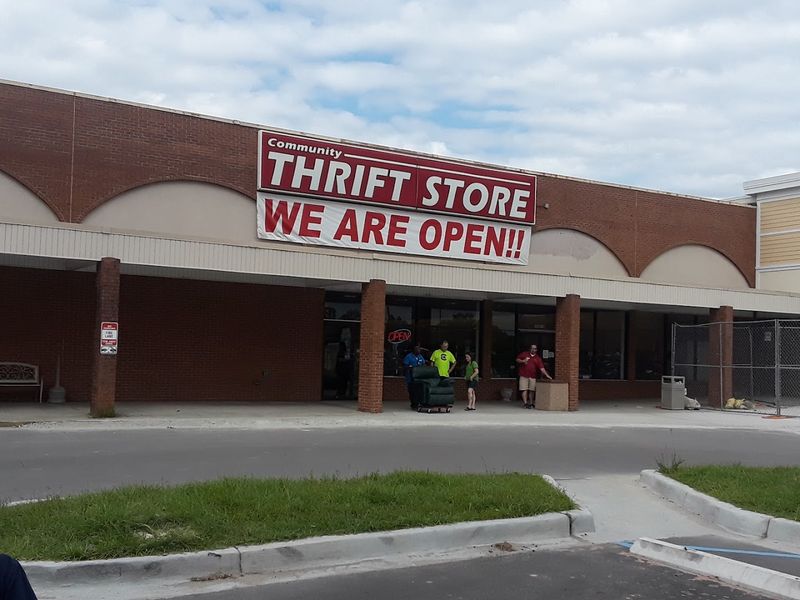 Community
THRIFT STORE
WE ARE OPEN!!
OPEN